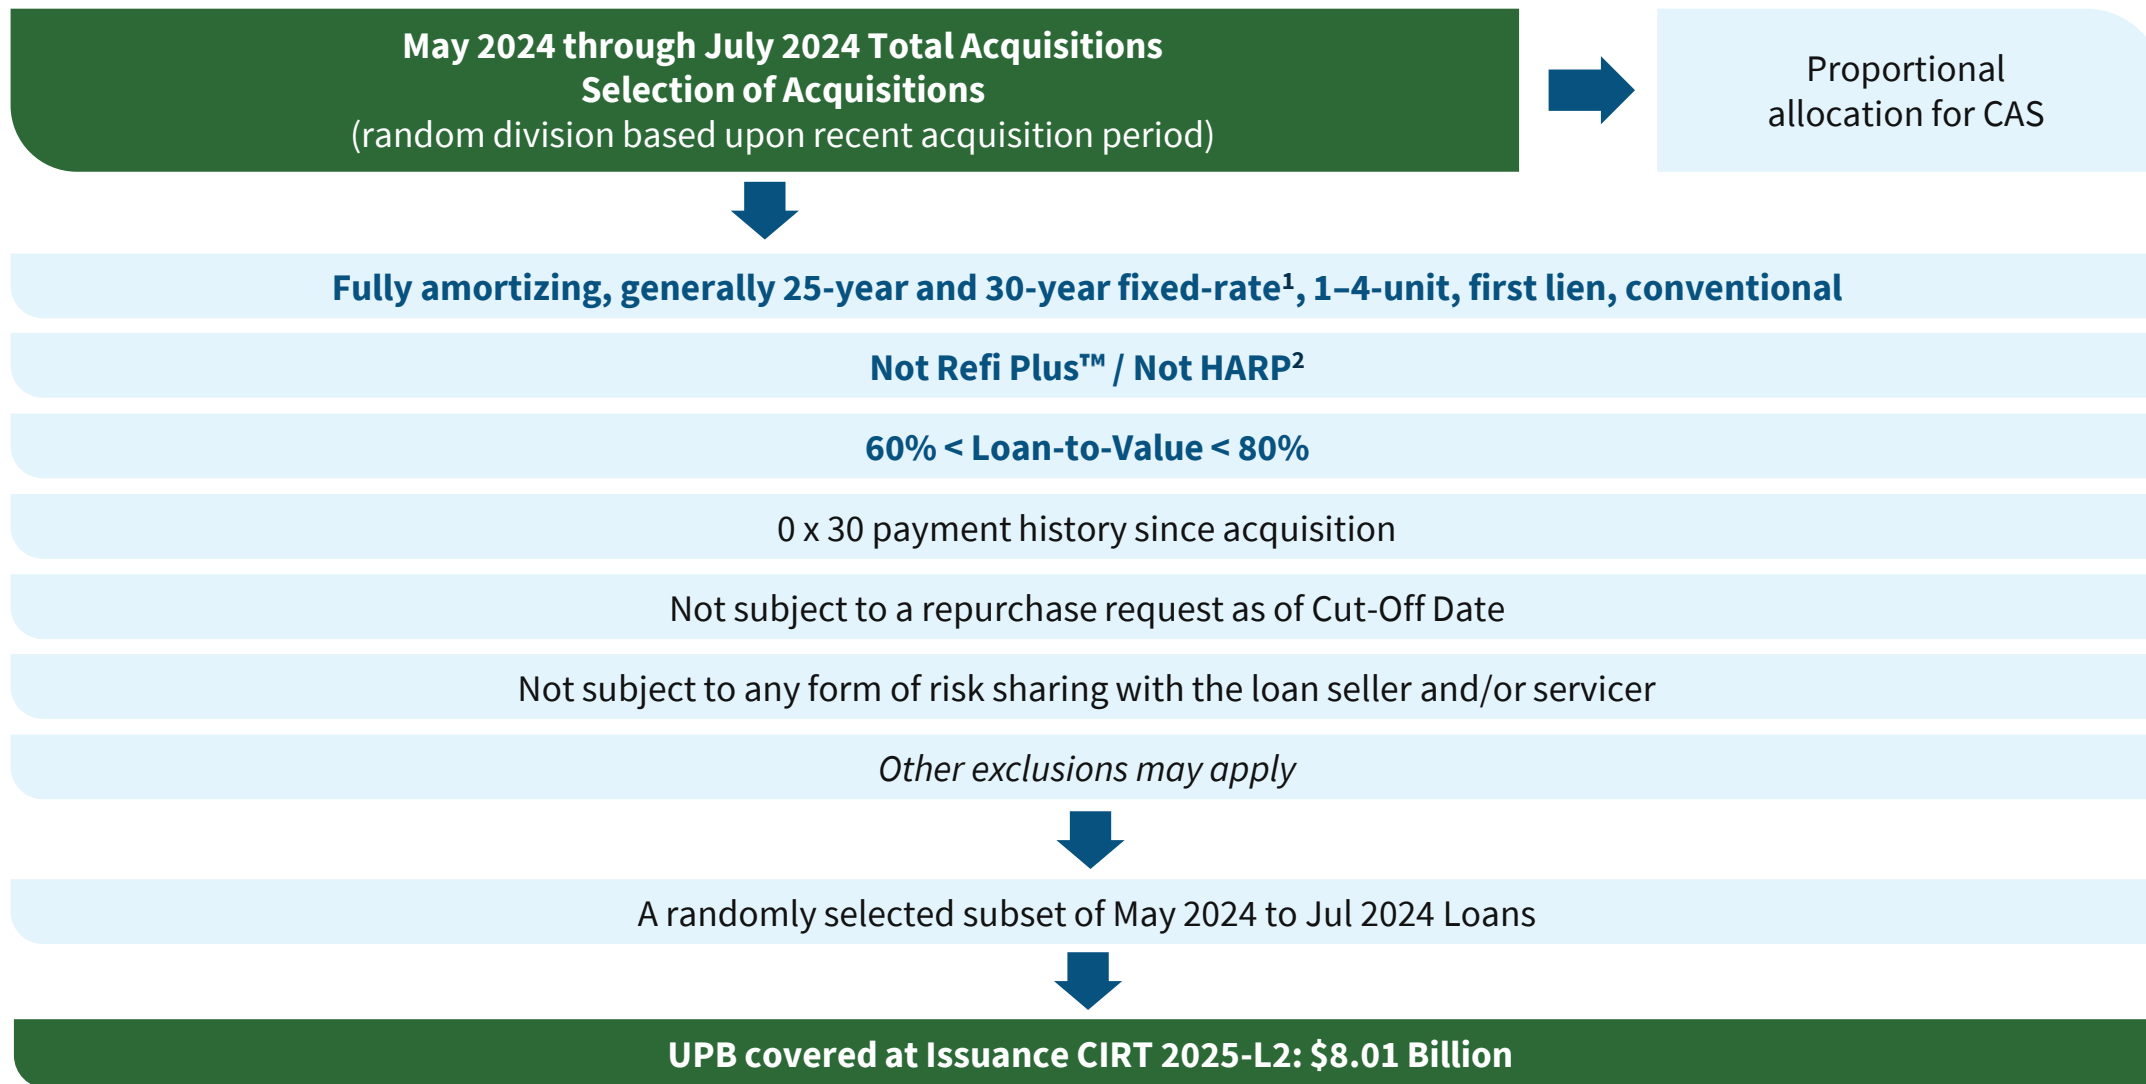 May 2024 through July 2024 Total Acquisitions
Selection of Acquisitions
(random division based upon recent acquisition period)
Proportional
allocation for CAS
Fully amortizing, generally 25-year and 30-year fixed-rate¹, 1–4-unit, first lien, conventional
Not Refi Plus™ / Not HARP²
60% < Loan-to-Value < 80%
0 x 30 payment history since acquisition
Not subject to a repurchase request as of Cut-Off Date
Not subject to any form of risk sharing with the loan seller and/or servicer
Other exclusions may apply
A randomly selected subset of May 2024 to Jul 2024 Loans
UPB covered at Issuance CIRT 2025-L2: $8.01 Billion